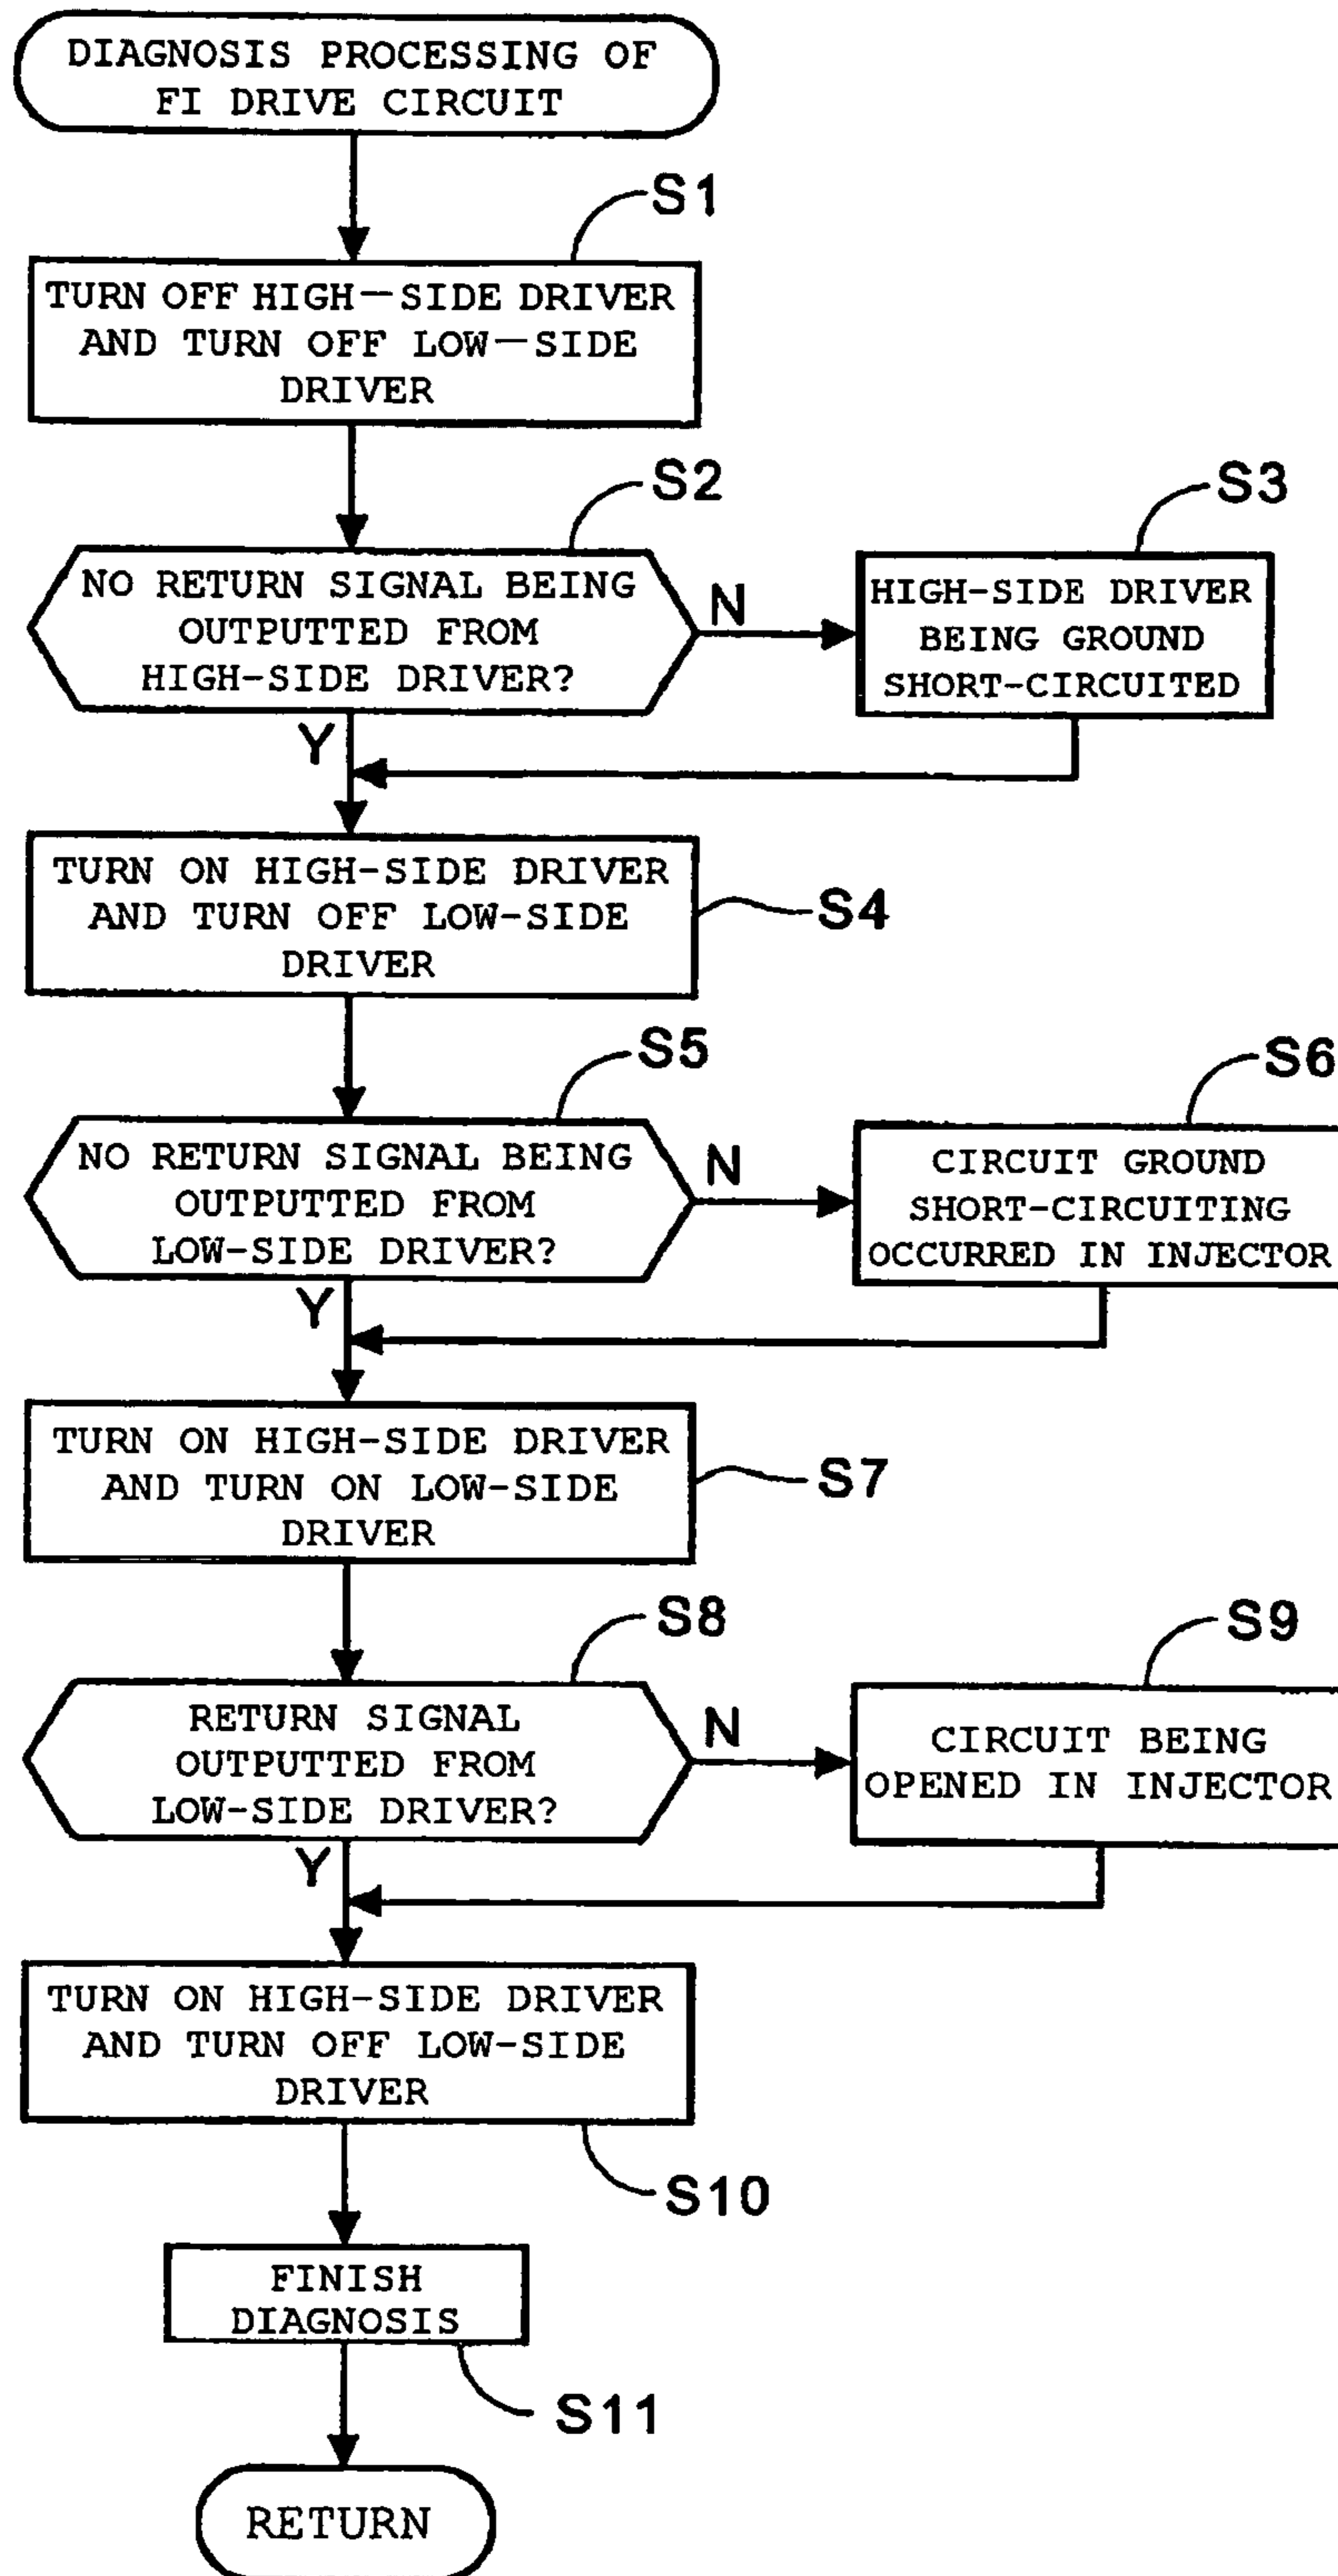 DIAGNOSIS PROCESSING OF
FI DRIVE CIRCUIT
S1
TURN OFF HIGH—SIDE DRIVER
AND TURN OFF LOW—SIDE
DRIVER
S2
NO RETURN SIGNAL BEING
OUTPUTTED FROM
HIGH-SIDE DRIVER?
N
S3
HIGH-SIDE DRIVER
BEING GROUND
SHORT-CIRCUITED
Y
TURN ON HIGH-SIDE DRIVER
AND TURN OFF LOW-SIDE
DRIVER
S4
S5
NO RETURN SIGNAL BEING
OUTPUTTED FROM
LOW-SIDE DRIVER?
N
S6
CIRCUIT GROUND
SHORT-CIRCUITING
OCCURRED IN INJECTOR
Y
TURN ON HIGH-SIDE DRIVER
AND TURN ON LOW-SIDE
DRIVER
S7
S8
RETURN SIGNAL
OUTPUTTED FROM
LOW-SIDE DRIVER?
N
S9
CIRCUIT BEING
OPENED IN INJECTOR
Y
TURN ON HIGH-SIDE DRIVER
AND TURN OFF LOW-SIDE
DRIVER
S10
FINISH
DIAGNOSIS
S11
RETURN